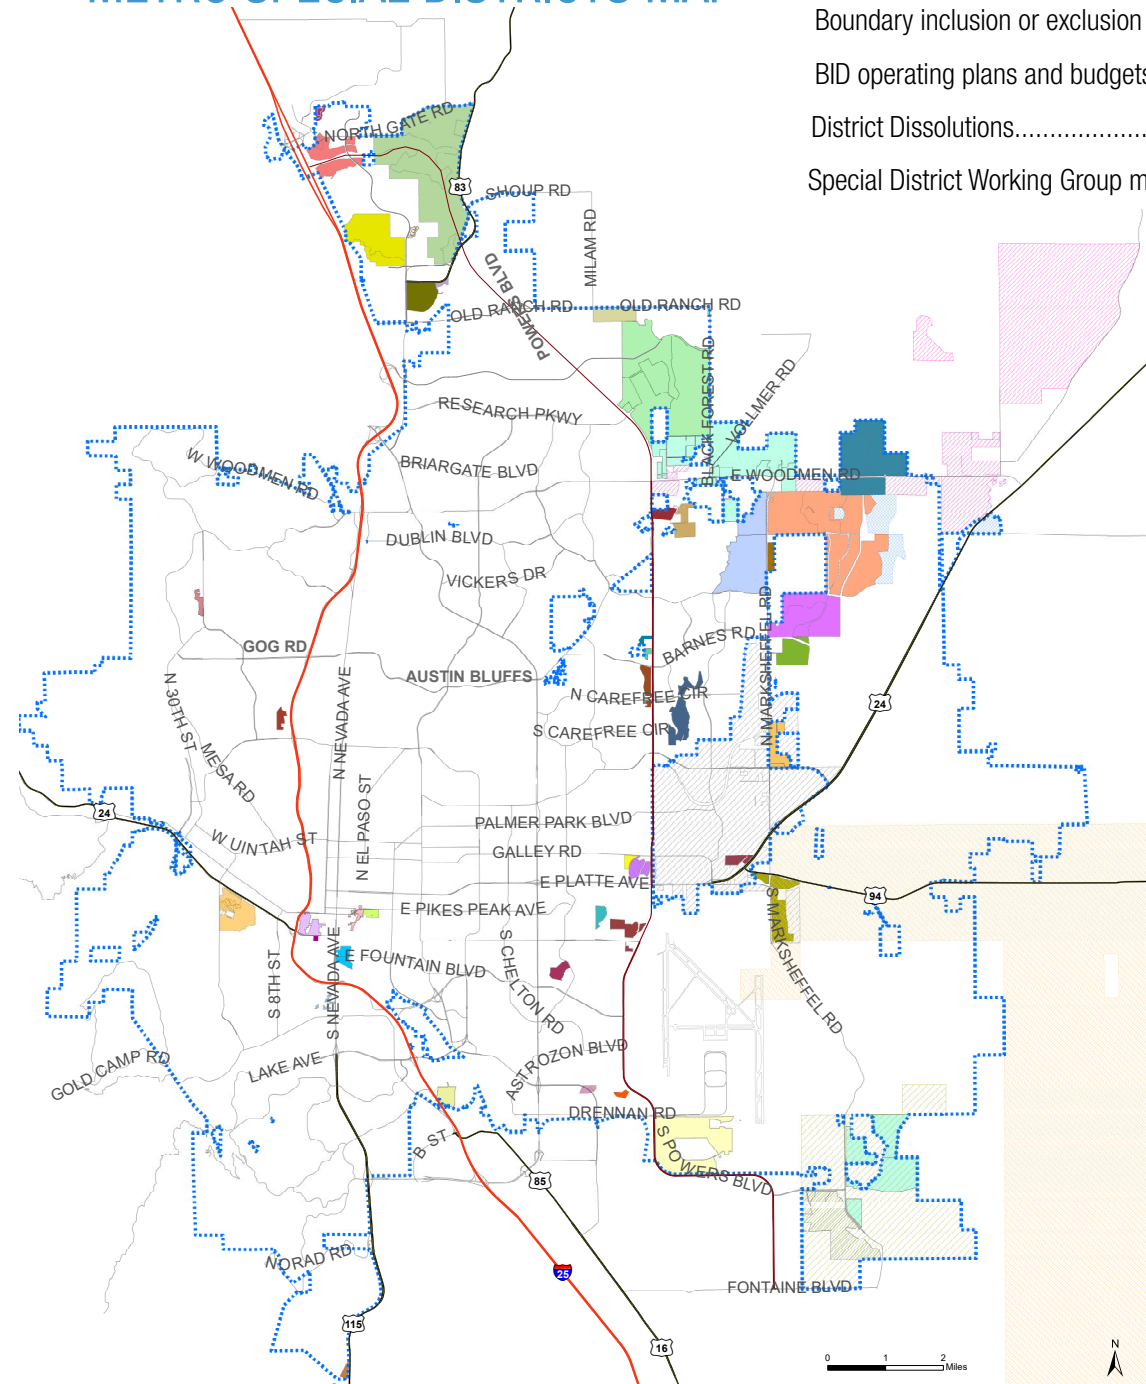 METRO SPECIAL DISTRICTS MAP
Boundary inclusion or exclusion
BID operating plans and budgets
District Dissolutions....................
Special District Working Group m
NORTH GATE RD
83
SHOUP RD
MILAM RD
POWERS BLVD
OLD RANCH RD
OLD RANCH RD
BLACK FOREST RD
VOLLMER RD
RESEARCH PKWY
W WOODMEN RD
BRIARGATE BLVD
E WOODMEN RD
DUBLIN BLVD
VICKERS DR
BARNES RD
N MARKSHEFFEL RD
GOG RD
AUSTIN BLUFFS
N CAREFREE CIR
S CAREFREE CIR
24
N 30TH ST
MESA RD
N NEVADA AVE
N EL PASO ST
24
W UINTAH ST
PALMER PARK BLVD
GALLEY RD
E PLATTE AVE
94
E PIKES PEAK AVE
S MARKSHEFFEL RD
S 8TH ST
S NEVADA AVE
E FOUNTAIN BLVD
S CHELTON RD
GOLD CAMP RD
LAKE AVE
ASTROZON BLVD
DRENNAN RD
B ST
S POWERS BLVD
85
NORAD RD
25
FONTAINE BLVD
115
16
0 1 2
Miles
N